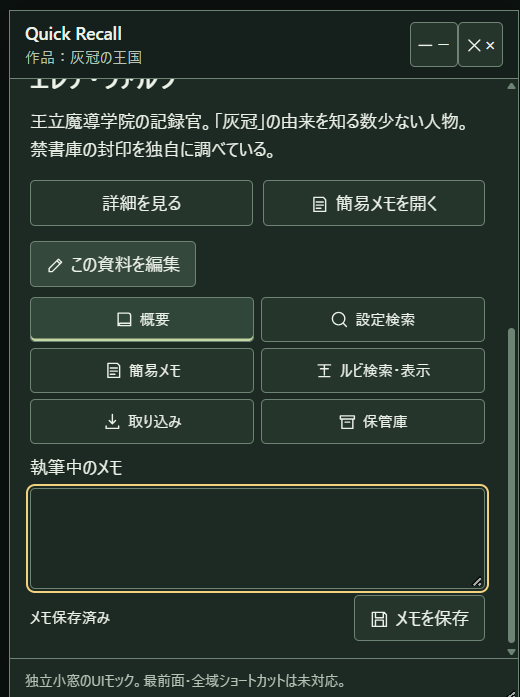 Quick Recall
作品：灰冠の王国
エレナ・ヴァルン
王立魔導学院の記録官。「灰冠」の由来を知る数少ない人物。
禁書庫の封印を独自に調べている。
詳細を見る
簡易メモを開く
この資料を編集
概要
設定検索
簡易メモ
ルビ検索・表示
取り込み
保管庫
執筆中のメモ
メモ保存済み
メモを保存
独立小窓のUIモック。最前面・全域ショートカットは未対応。